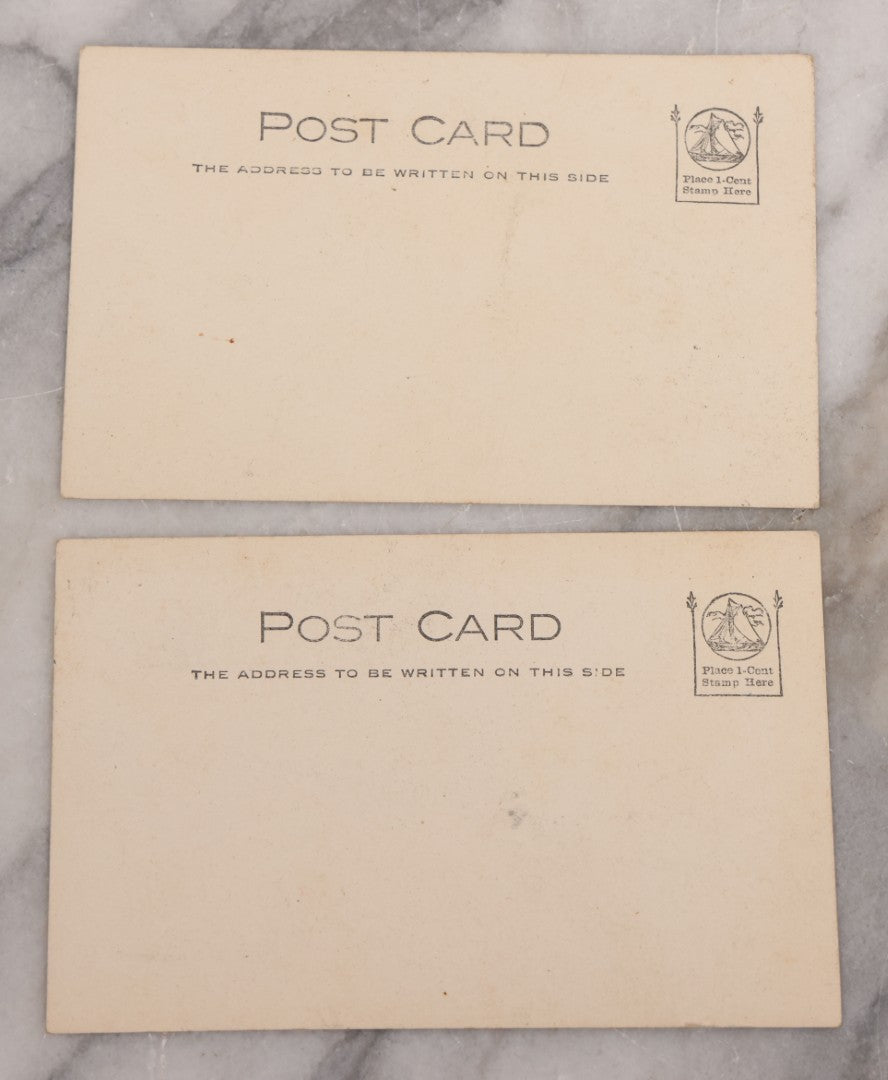 POST CARD
THE ADDRESS TO BE WRITTEN ON THIS SIDE
Place 1-Cent
Stamp Here
POST CARD
THE ADDRESS TO BE WRITTEN ON THIS SIDE
Place 1-Cent
Stamp Here